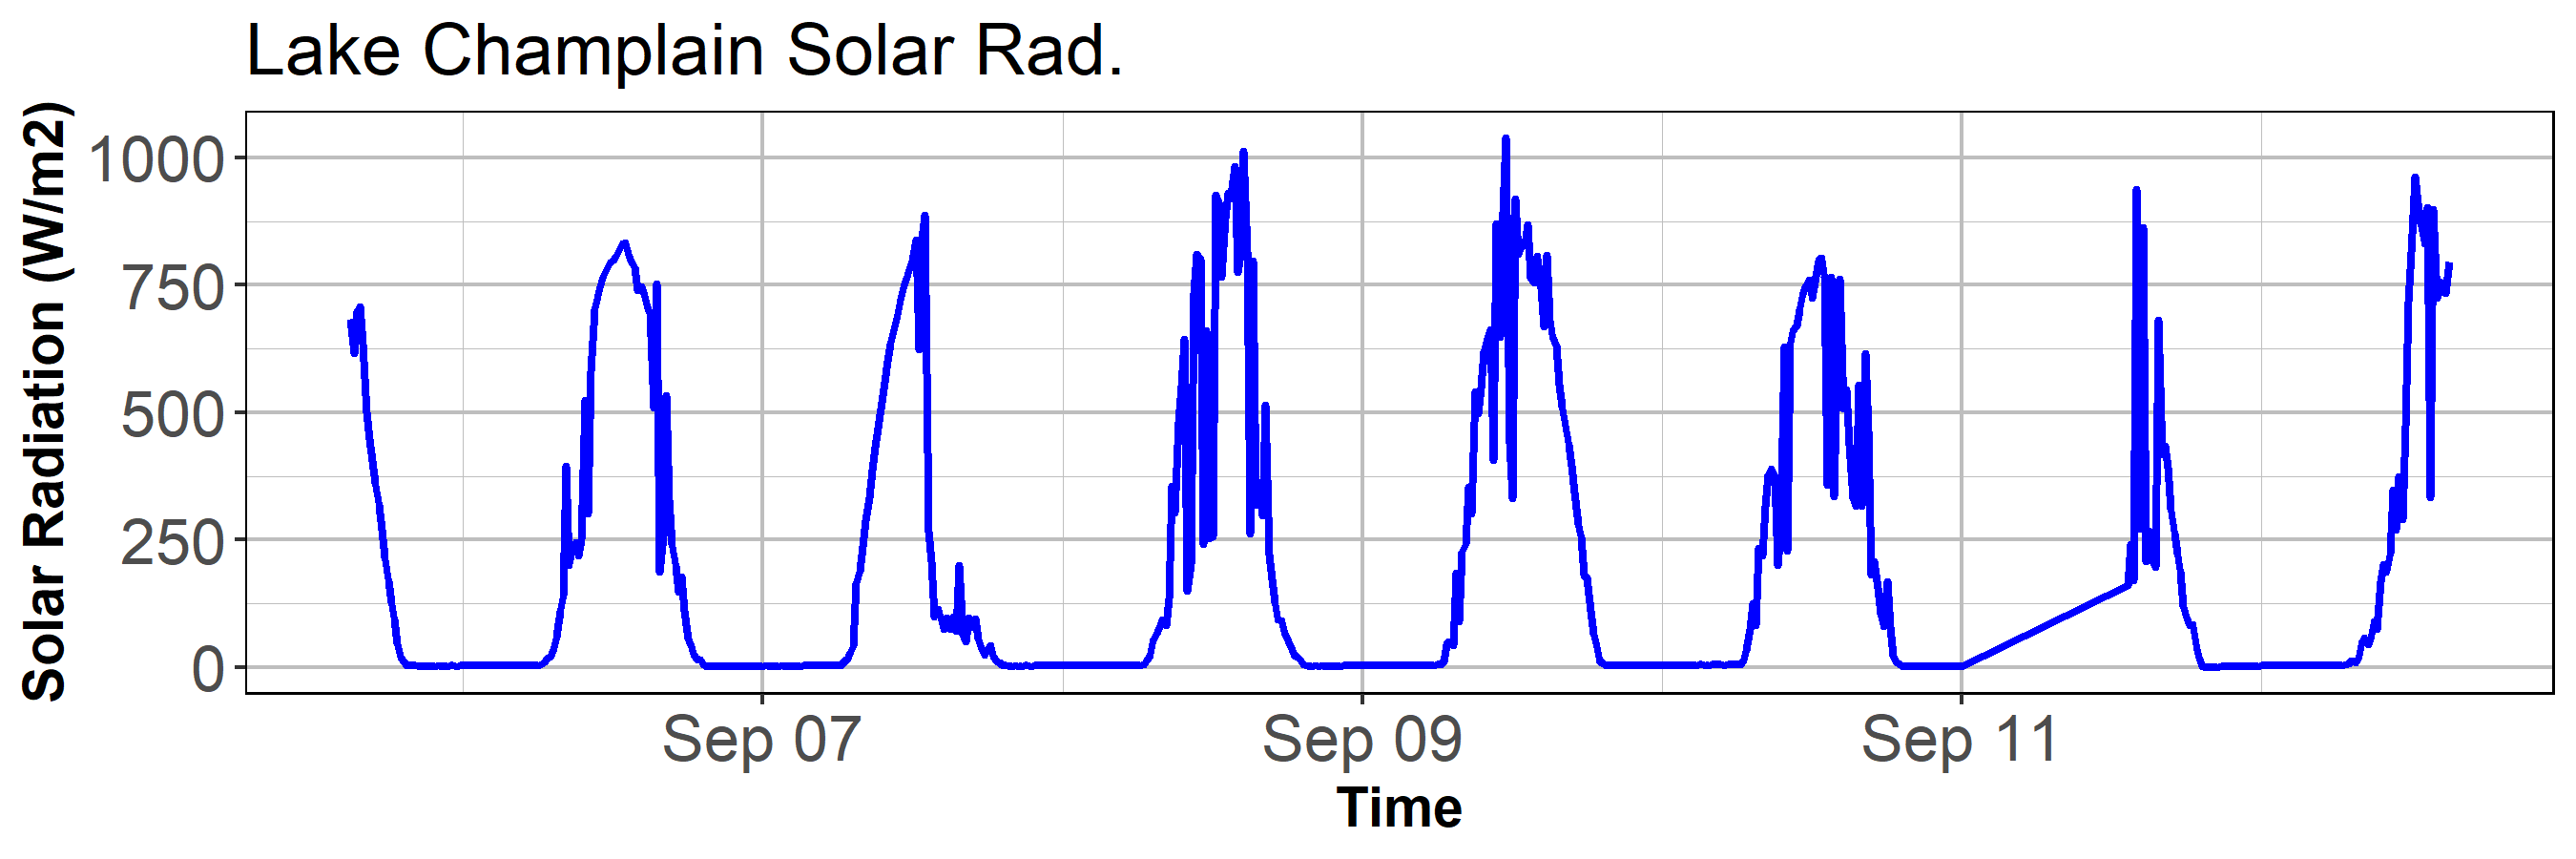 Lake Champlain Solar Rad.
Solar Radiation (W/m2)
1000
750
500
250
0
Sep 07
Sep 09
Sep 11
Time